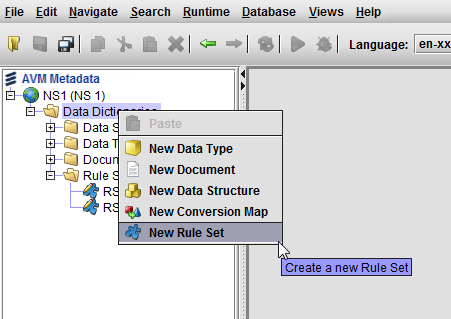 File Edit Navigate Search Runtime Database Views Help
Language: en-xx
AVM Metadata
NS1 (NS 1)
Data Dictionaries
Data S
Data T
Docum
Rule S
RS
RS
Paste
New Data Type
New Document
New Data Structure
New Conversion Map
New Rule Set
Create a new Rule Set